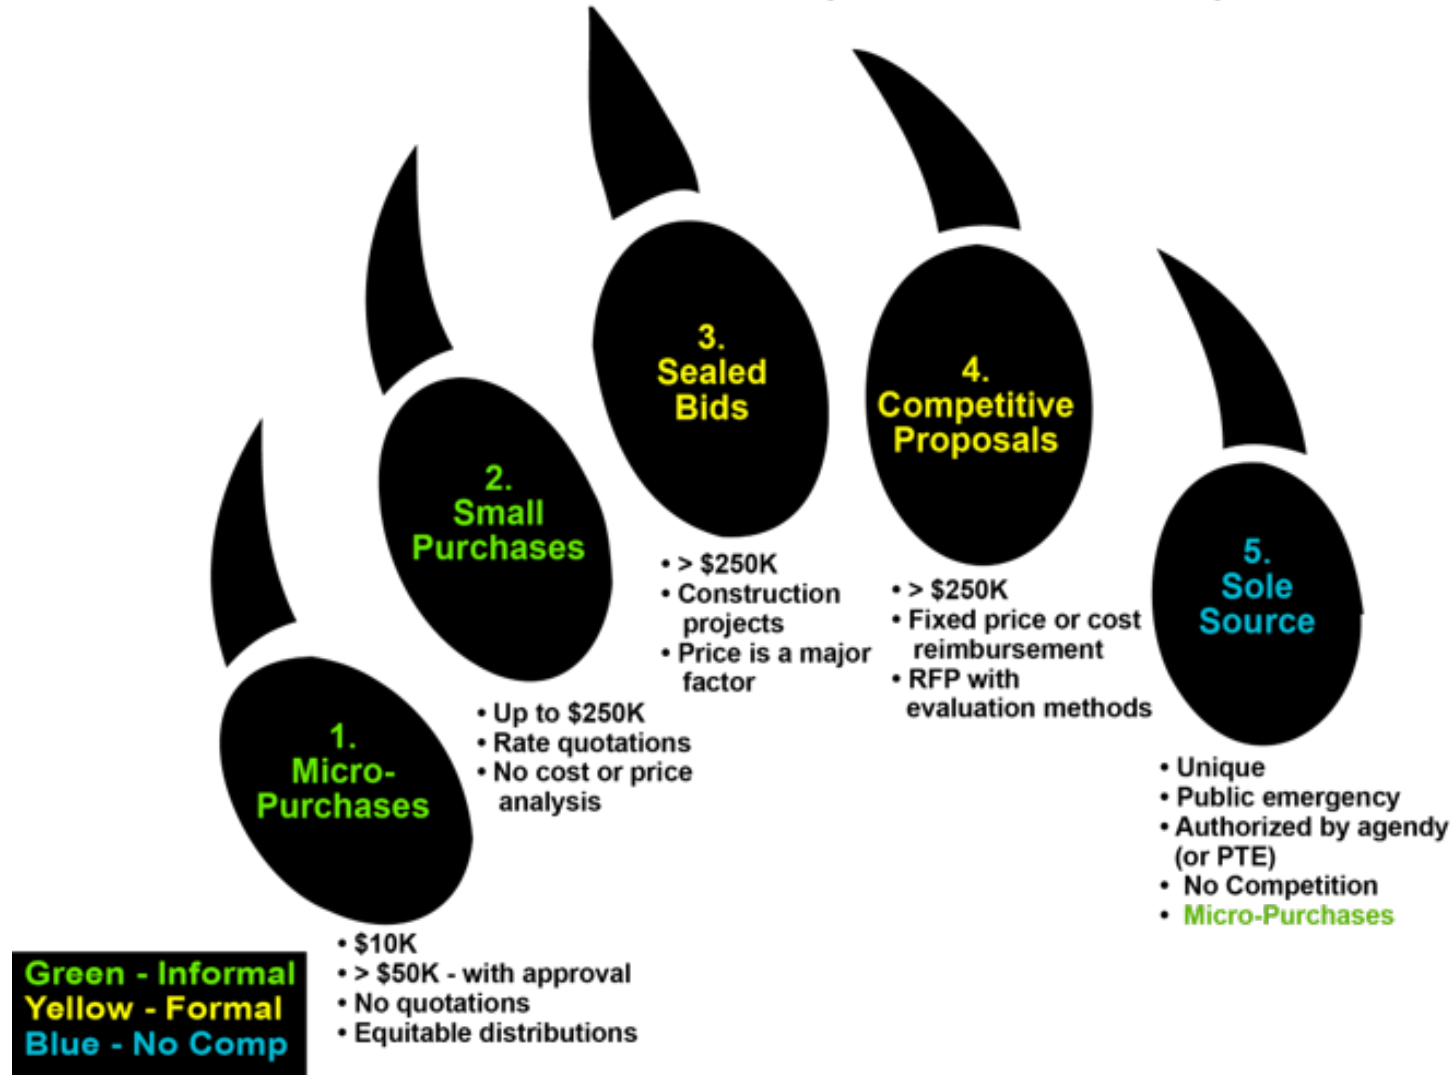 1.
Micro-
Purchases
• $10K
• > $50K - with approval
• No quotations
• Equitable distributions
2.
Small
Purchases
• Up to $250K
• Rate quotations
• No cost or price
analysis
3.
Sealed
Bids
• > $250K
• Construction
projects
• Price is a major
factor
4.
Competitive
Proposals
• > $250K
• Fixed price or cost
reimbursement
• RFP with
evaluation methods
5.
Sole
Source
• Unique
• Public emergency
• Authorized by agendy
(or PTE)
• No Competition
• Micro-Purchases
Green - Informal
Yellow - Formal
Blue - No Comp